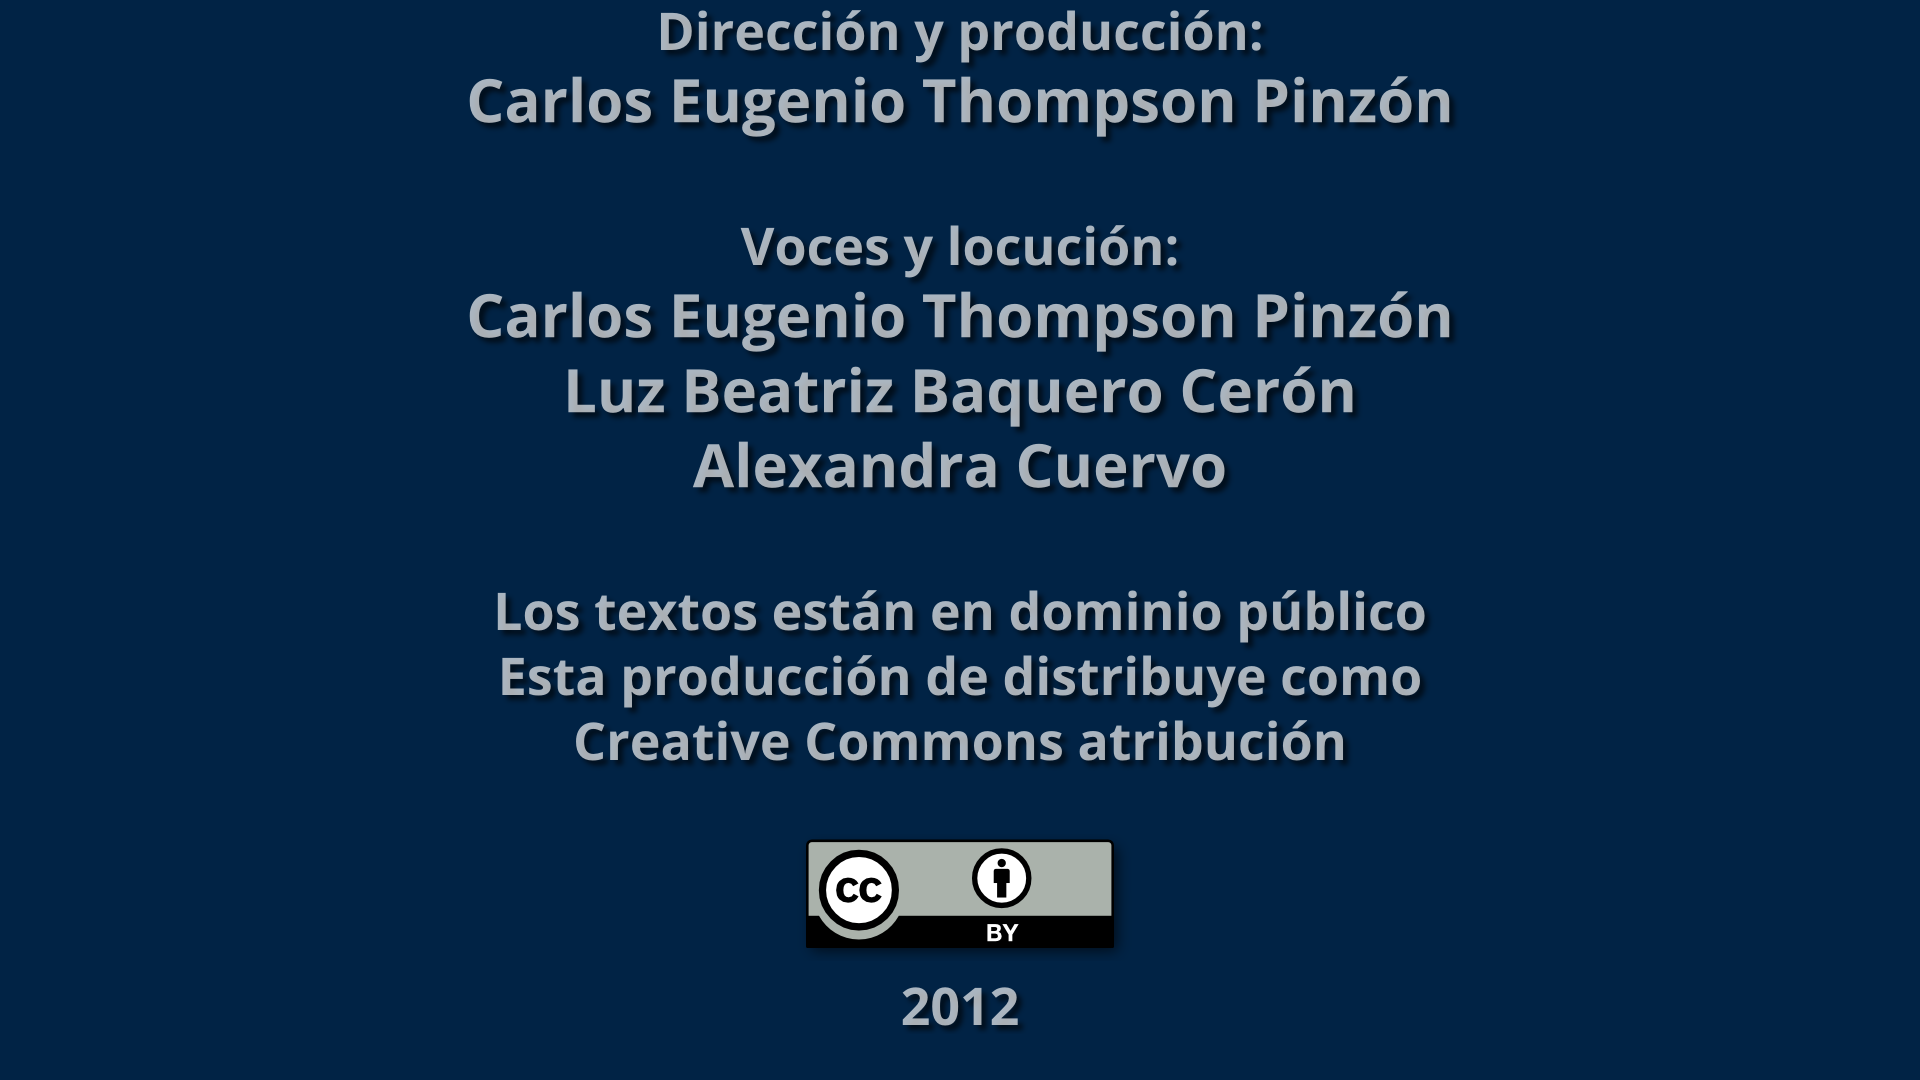 Dirección y producción:
Carlos Eugenio Thompson Pinzón
Voces y locución:
Carlos Eugenio Thompson Pinzón
Luz Beatriz Baquero Cerón
Alexandra Cuervo
Los textos están en dominio público
Esta producción de distribuye como
Creative Commons atribución
cc
BY
2012